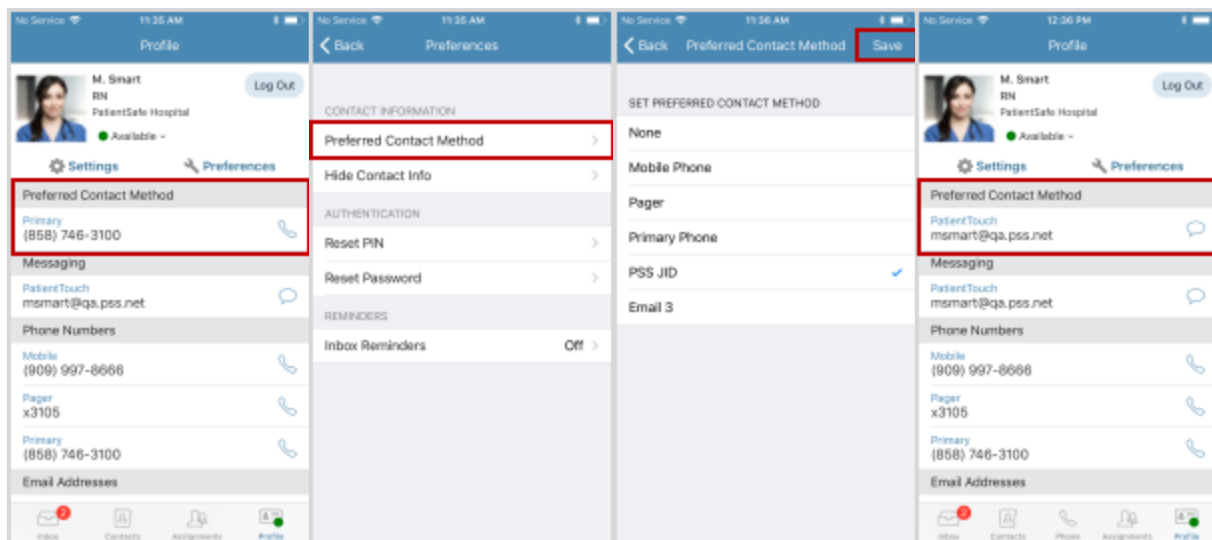 No Service 11:35 AM
Profile
M. Smart
RN
PatientSafe Hospital
Available
Log Out
Settings Preferences
Preferred Contact Method
Primary
(858) 746-3100
Messaging
PatientTouch
msmart@qa.pss.net
Phone Numbers
Mobile
(909) 997-8666
Pager
x3105
Primary
(858) 746-3100
Email Addresses
2
Inbox Contacts Assignments Profile
No Service 11:35 AM
Back Preferences
CONTACT INFORMATION
Preferred Contact Method
Hide Contact Info
AUTHENTICATION
Reset PIN
Reset Password
REMINDERS
Inbox Reminders Off
No Service 11:36 AM
Back Preferred Contact Method Save
SET PREFERRED CONTACT METHOD
None
Mobile Phone
Pager
Primary Phone
PSS JID
Email 3
No Service 12:36 PM
Profile
M. Smart
RN
PatientSafe Hospital
Available
Log Out
Settings Preferences
Preferred Contact Method
PatientTouch
msmart@qa.pss.net
Messaging
PatientTouch
msmart@qa.pss.net
Phone Numbers
Mobile
(909) 997-8666
Pager
x3105
Primary
(858) 746-3100
Email Addresses
2
Inbox Contacts Phone Assignments Profile